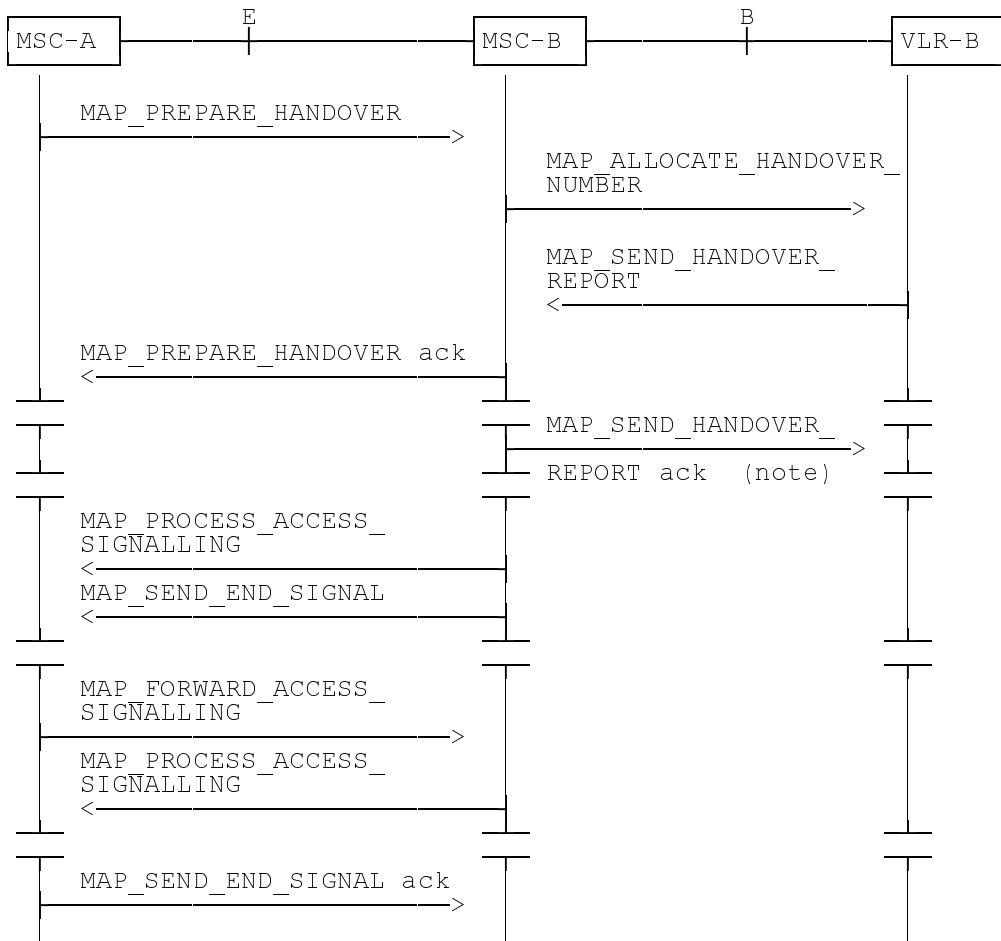 E
B
MSC-A
MSC-B
VLR-B
MAP_PREPARE_HANDOVER
MAP_ALLOCATE_HANDOVER_
NUMBER
MAP_SEND_HANDOVER_
REPORT
MAP_PREPARE_HANDOVER ack
MAP_SEND_HANDOVER_
REPORT ack (note)
MAP_PROCESS_ACCESS_
SIGNALLING
MAP_SEND_END_SIGNAL
MAP_FORWARD_ACCESS_
SIGNALLING
MAP_PROCESS_ACCESS_
SIGNALLING
MAP_SEND_END_SIGNAL ack